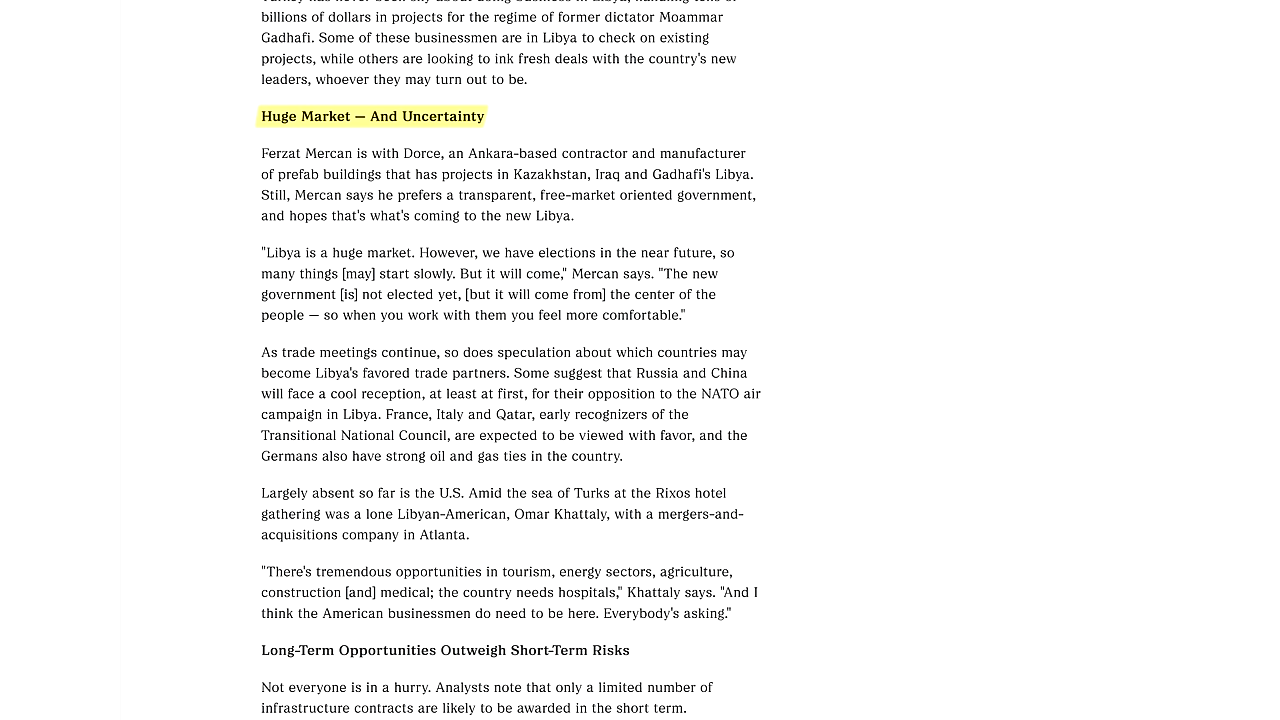 billions of dollars in projects for the regime of former dictator Moammar
Gadhafi. Some of these businessmen are in Libya to check on existing
projects, while others are looking to ink fresh deals with the country's new
leaders, whoever they may turn out to be.
Huge Market — And Uncertainty
Ferzat Mercan is with Dorce, an Ankara-based contractor and manufacturer
of prefab buildings that has projects in Kazakhstan, Iraq and Gadhafi's Libya.
Still, Mercan says he prefers a transparent, free-market oriented government,
and hopes that's what's coming to the new Libya.
"Libya is a huge market. However, we have elections in the near future, so
many things [may] start slowly. But it will come," Mercan says. "The new
government [is] not elected yet, [but it will come from] the center of the
people — so when you work with them you feel more comfortable."
As trade meetings continue, so does speculation about which countries may
become Libya's favored trade partners. Some suggest that Russia and China
will face a cool reception, at least at first, for their opposition to the NATO air
campaign in Libya. France, Italy and Qatar, early recognizers of the
Transitional National Council, are expected to be viewed with favor, and the
Germans also have strong oil and gas ties in the country.
Largely absent so far is the U.S. Amid the sea of Turks at the Rixos hotel
gathering was a lone Libyan-American, Omar Khattaly, with a mergers-and-
acquisitions company in Atlanta.
"There's tremendous opportunities in tourism, energy sectors, agriculture,
construction [and] medical; the country needs hospitals," Khattaly says. "And I
think the American businessmen do need to be here. Everybody's asking."
Long-Term Opportunities Outweigh Short-Term Risks
Not everyone is in a hurry. Analysts note that only a limited number of
infrastructure contracts are likely to be awarded in the short term.